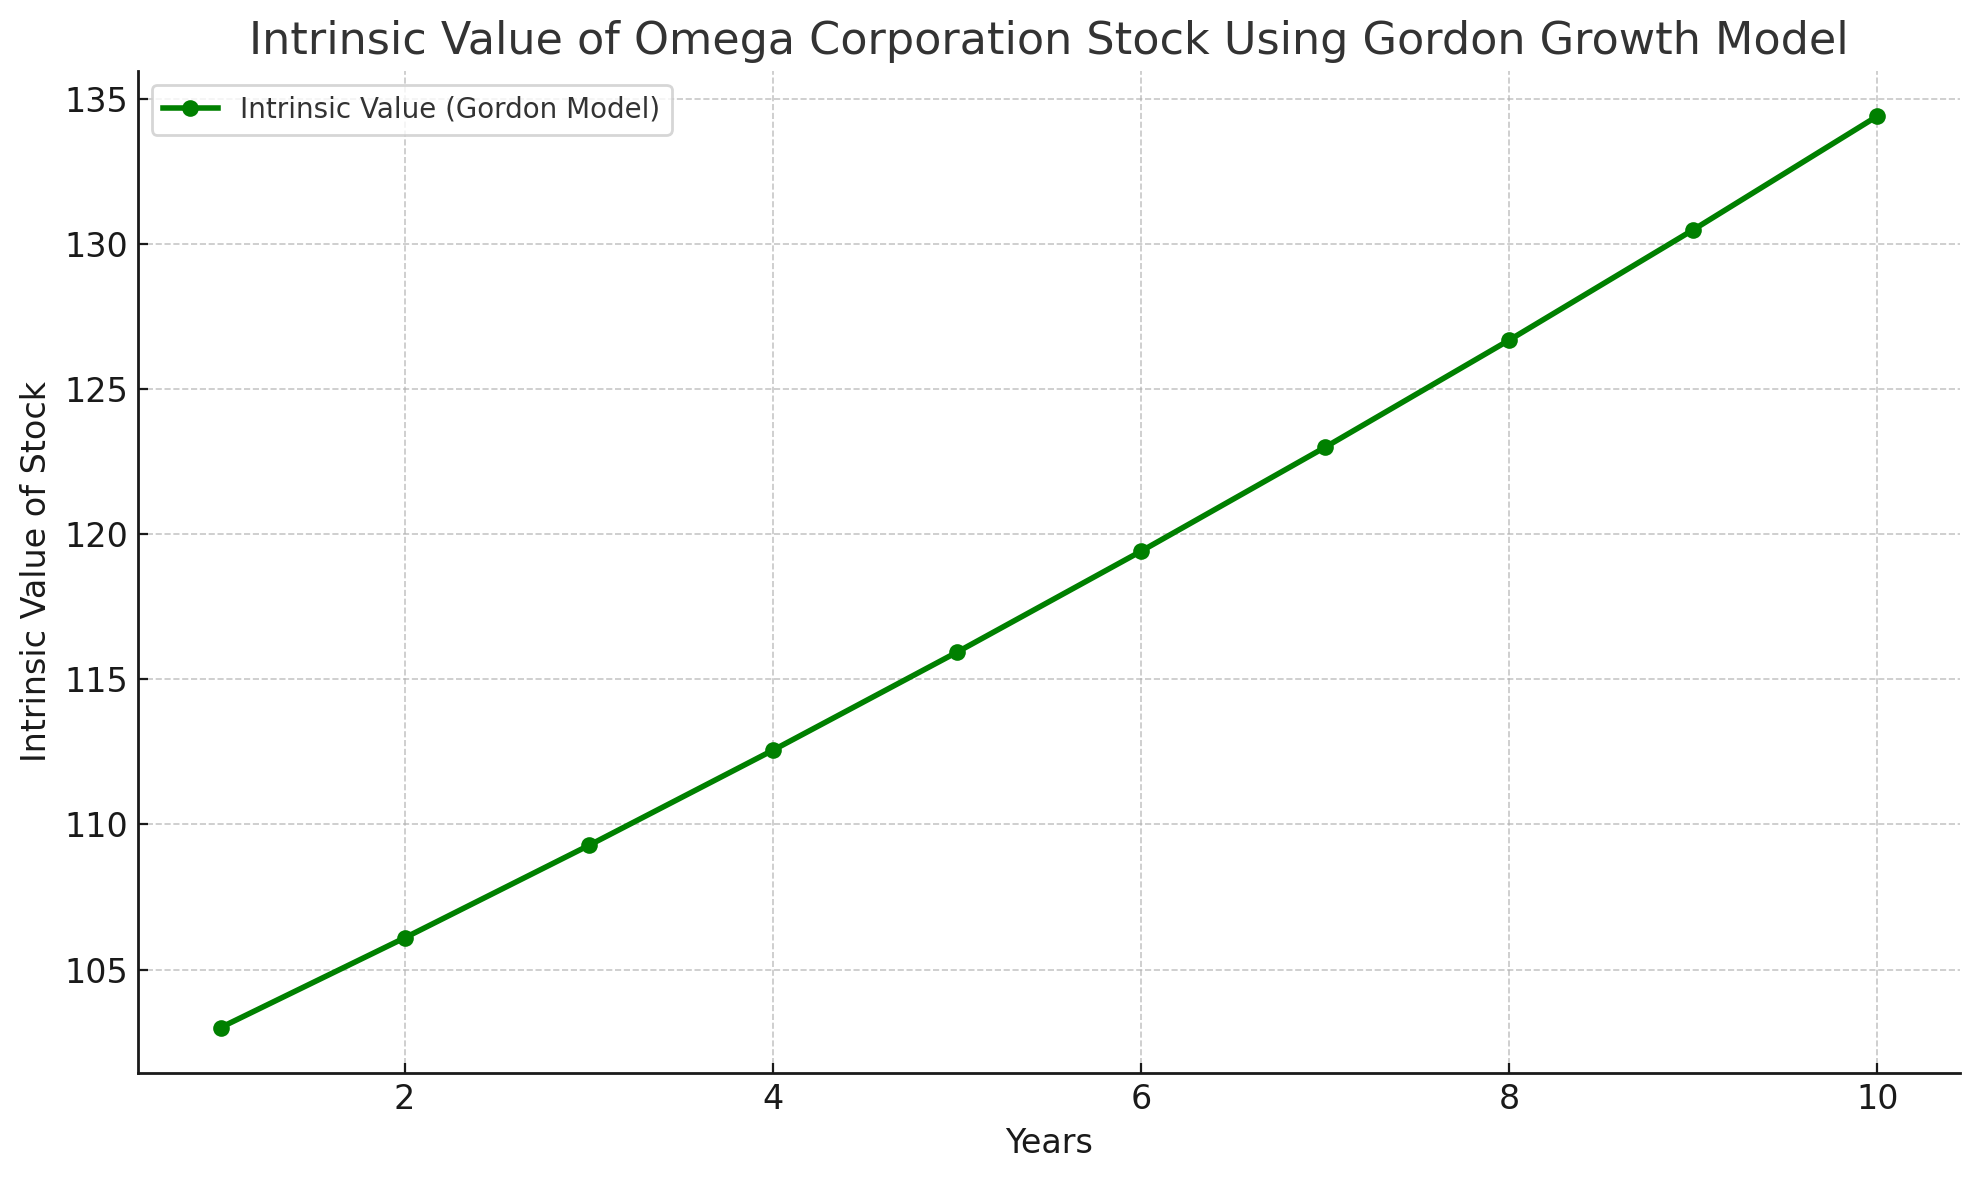 Intrinsic Value of Omega Corporation Stock Using Gordon Growth Model
Intrinsic Value (Gordon Model)
Intrinsic Value of Stock
135
130
125
120
115
110
105
2 4 6 8 10
Years